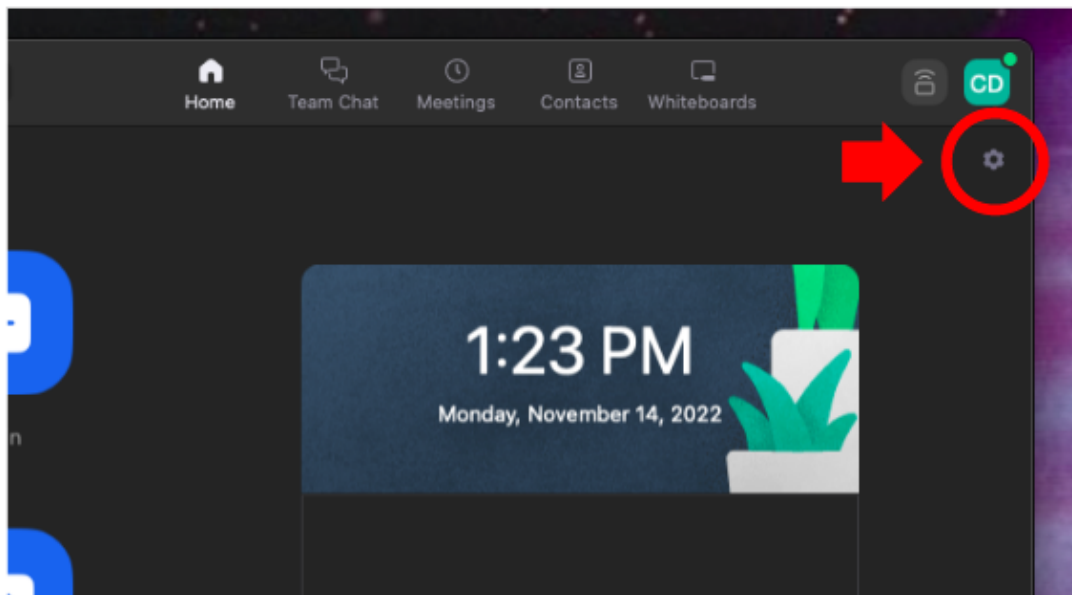 Home
Team Chat
Meetings
Contacts
Whiteboards
CD
1:23 PM
Monday, November 14, 2022
n